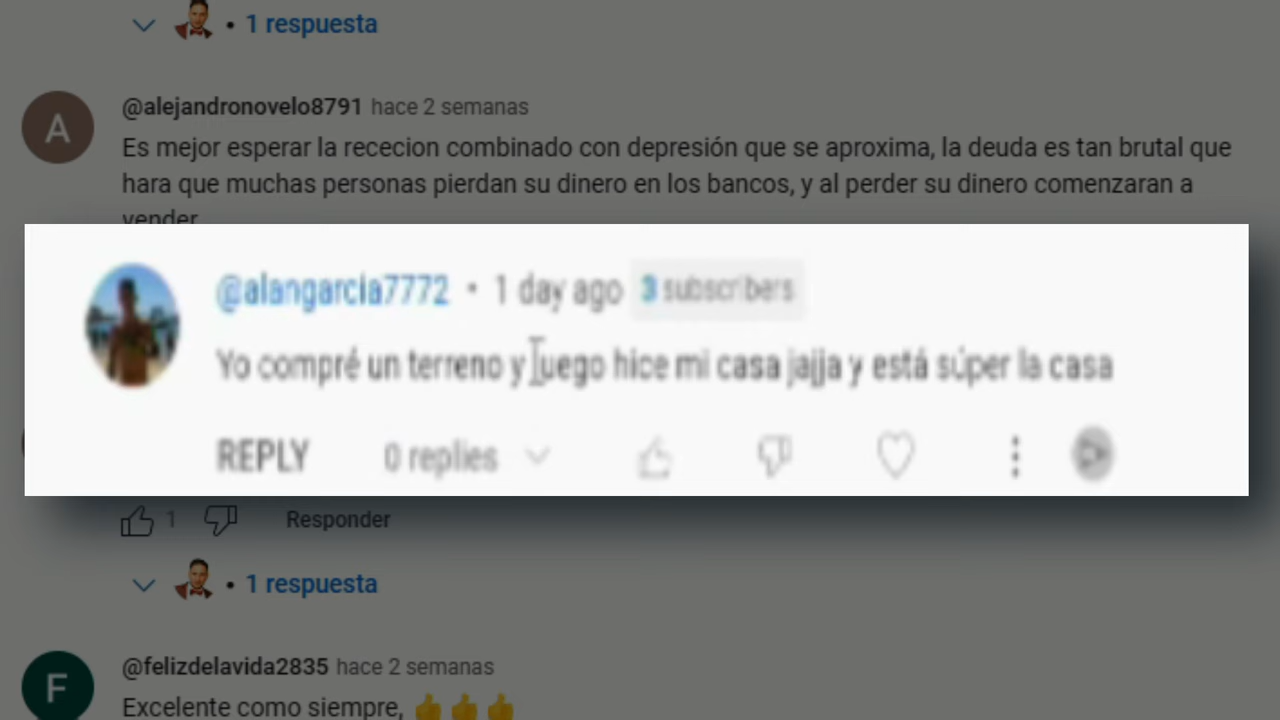 1 respuesta
@alejandronovelo8791 hace 2 semanas
Es mejor esperar la rececion combinado con depresión que se aproxima, la deuda es tan brutal que
hara que muchas personas pierdan su dinero en los bancos, y al perder su dinero comenzaran a
vender
@alangarcia7772 • 1 day ago 3 subscribers
Yo compré un terreno y luego hice mi casa jajja y está súper la casa
REPLY 0 replies
1 Responder
1 respuesta
@felizdelavida2835 hace 2 semanas
Excelente como siempre, 👍👍👍